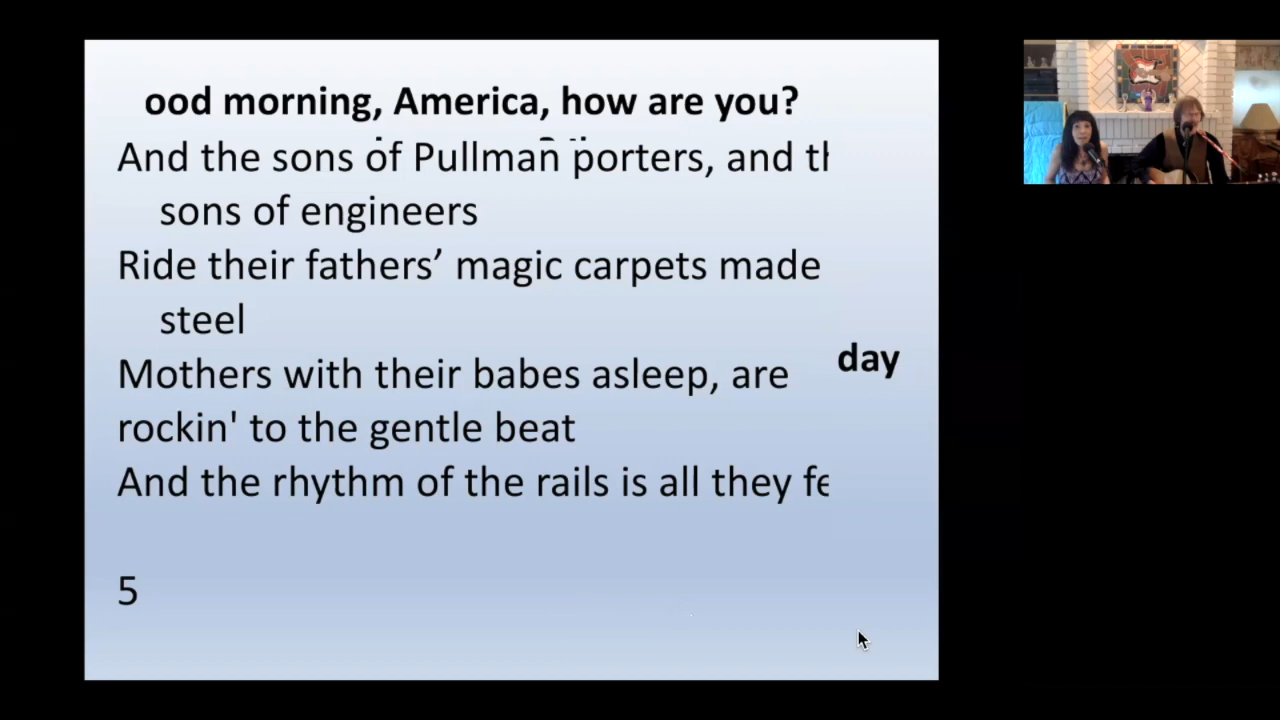 ood morning, America, how are you?
And the sons of Pullman porters, and th
sons of engineers
Ride their fathers’ magic carpets made
steel
day
Mothers with their babes asleep, are
rockin' to the gentle beat
And the rhythm of the rails is all they fe
5